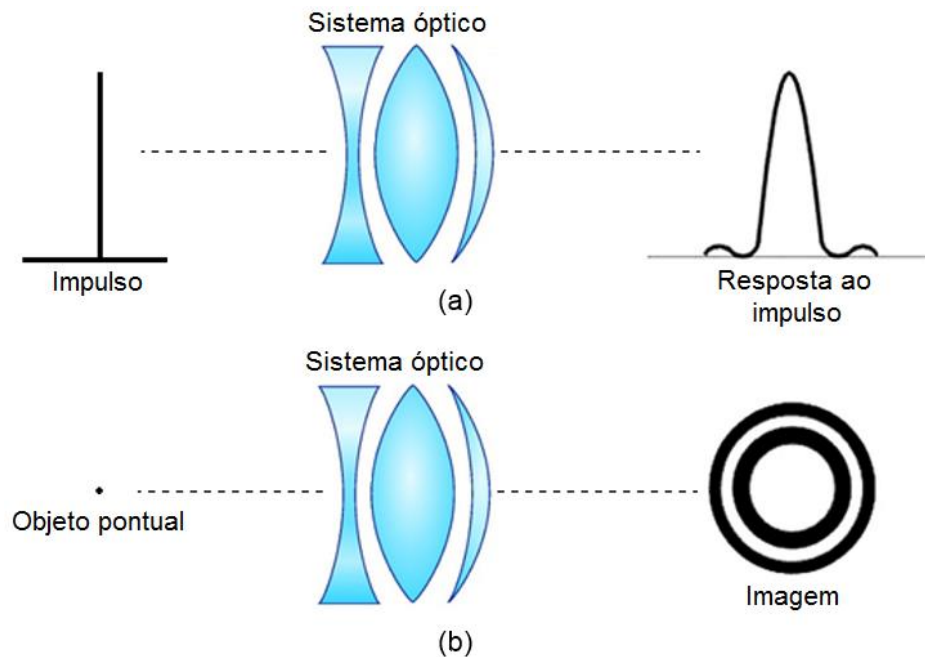 Sistema óptico
Impulso
Resposta ao
impulso
(a)
Sistema óptico
Objeto pontual
Imagem
(b)